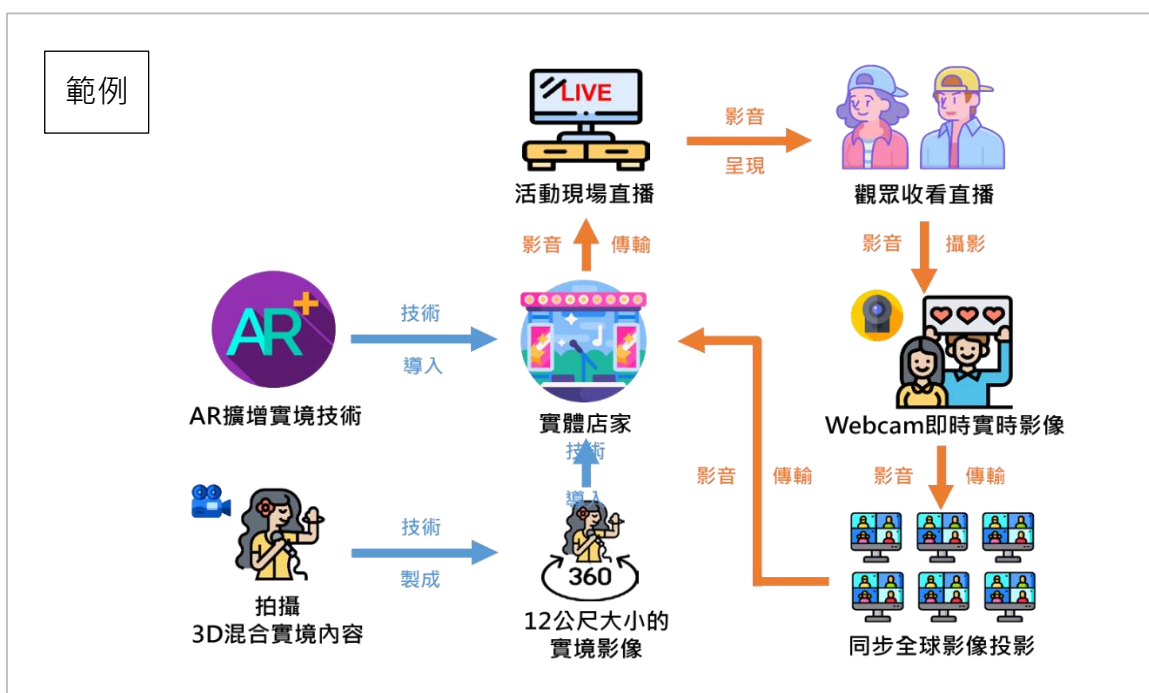 範例
LIVE
活動現場直播
影音
呈現
觀眾收看直播
影音 傳輸
影音 攝影
AR+
AR擴增實境技術
技術
導入
實體店家
Webcam即時實時影像
技術
導入
影音 傳輸
影音 傳輸
拍攝
3D混合實境內容
技術
製成
360
12公尺大小的
實境影像
同步全球影像投影